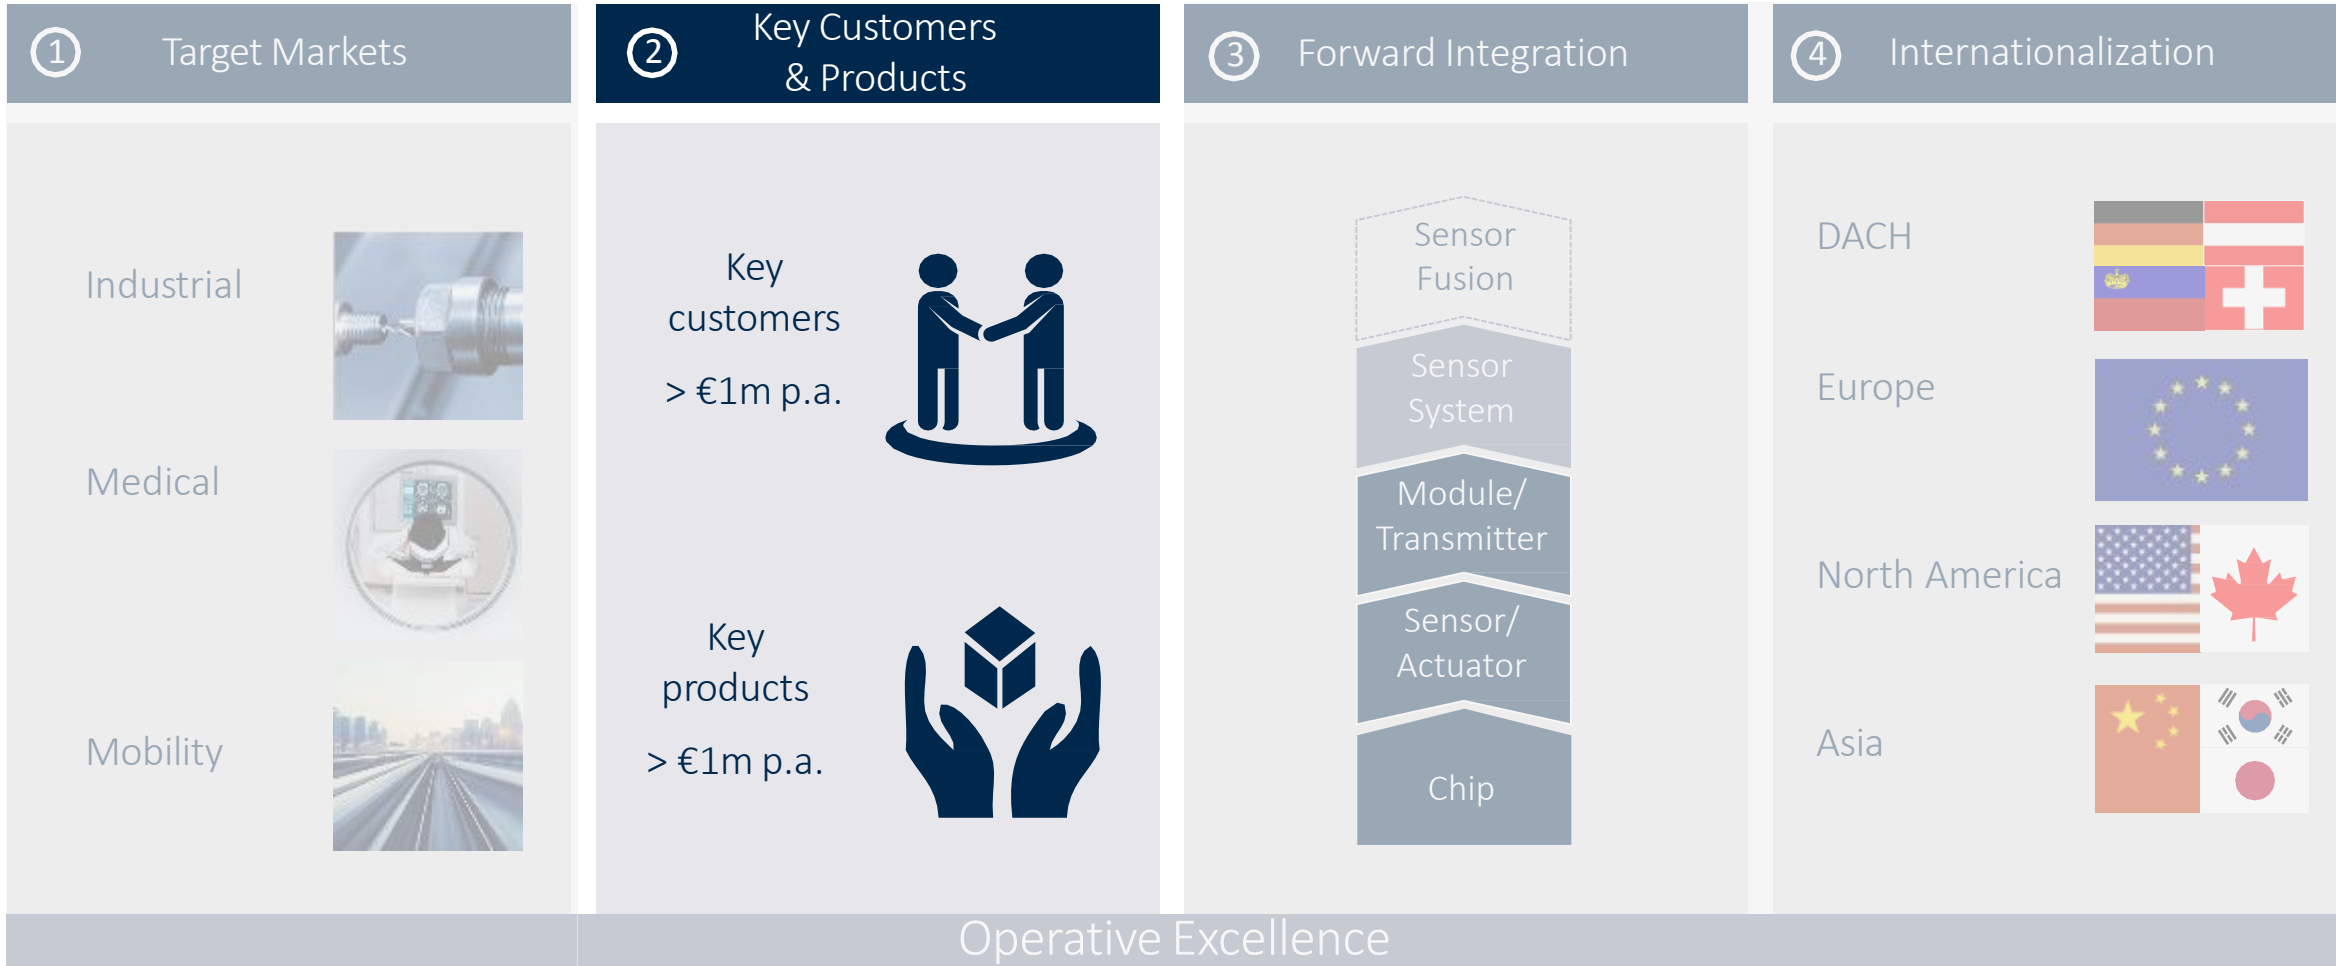 1
Target Markets
Industrial
Medical
Mobility
2
Key Customers
& Products
Key
customers
> €1m p.a.
Key
products
> €1m p.a.
3
Forward Integration
Sensor
Fusion
Sensor
System
Module/
Transmitter
Sensor/
Actuator
Chip
4
Internationalization
DACH
Europe
North America
Asia
Operative Excellence